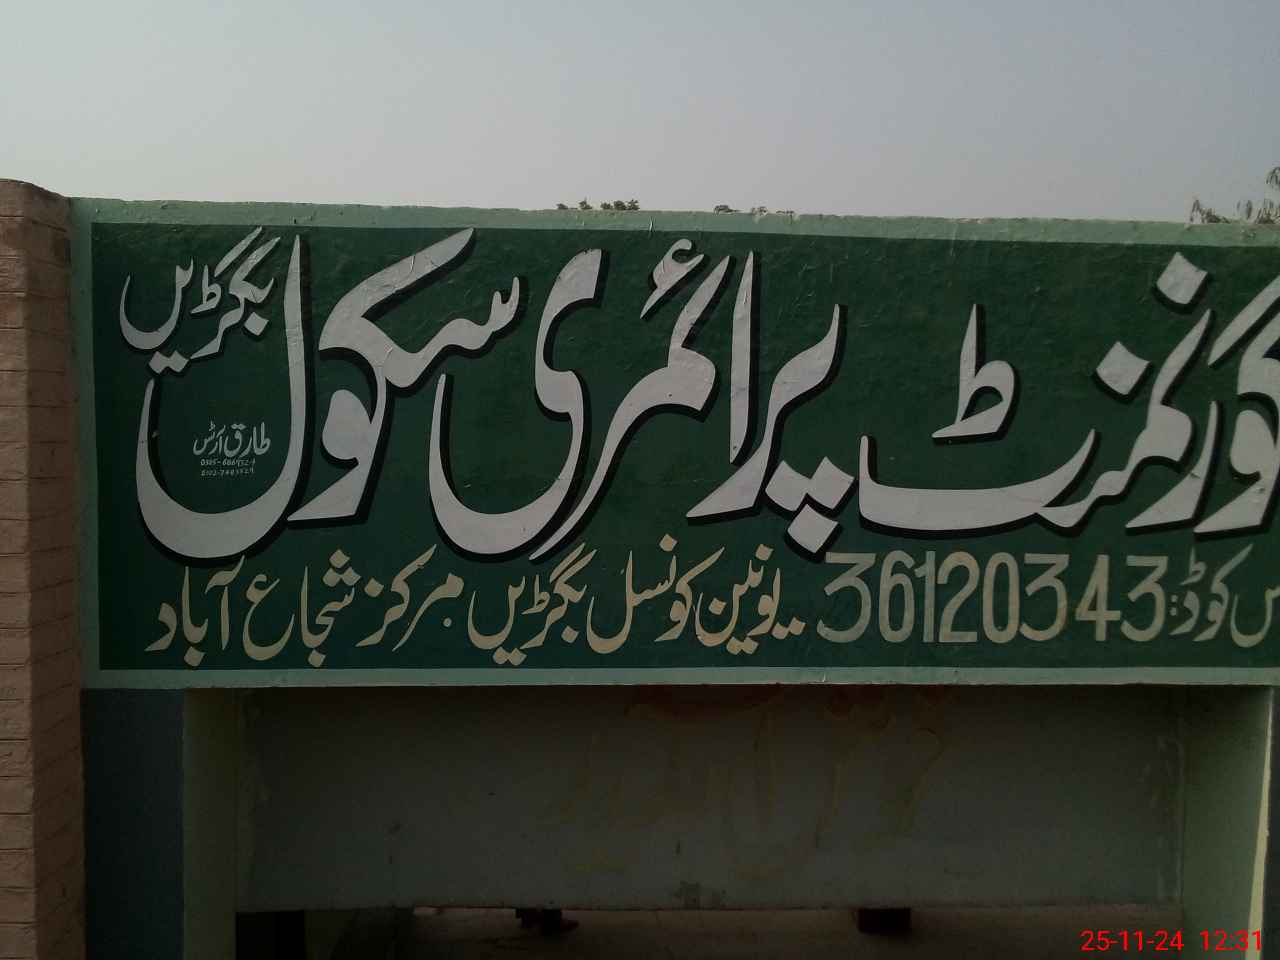 گورنمنٹ پرائمری سکول بگڑیں
طارق آرٹس
س کوڈ: 36120343 یونین کونسل بگڑیں مرکز شجاع آباد
25-11-24 12:31